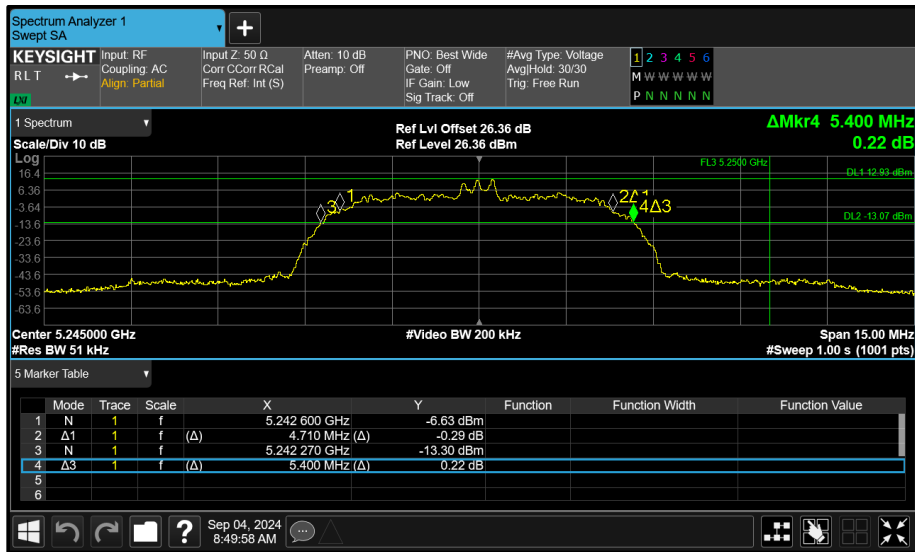 Spectrum Analyzer 1
Swept SA
+
KEYSIGHT
RLT
LXI
Input: RF
Coupling: AC
Align: Partial
Input Z: 50 Ω
Corr CCorr RCal
Freq Ref: Int (S)
Atten: 10 dB
Preamp: Off
PNO: Best Wide
Gate: Off
IF Gain: Low
Sig Track: Off
#Avg Type: Voltage
Avg|Hold: 30/30
Trig: Free Run
1 2 3 4 5 6
M W W W W W
P N N N N N
1 Spectrum
Scale/Div 10 dB
Ref Lvl Offset 26.36 dB
Ref Level 26.36 dBm
ΔMkr4 5.400 MHz
0.22 dB
Log
16.4
6.36
-3.64
-13.6
-23.6
-33.6
-43.6
-53.6
-63.6
FL3 5.2500 GHz
DL1 12.93 dBm
DL2 -13.07 dBm
3
1
2Δ1
4Δ3
Center 5.245000 GHz
#Video BW 200 kHz
Span 15.00 MHz
#Res BW 51 kHz
#Sweep 1.00 s (1001 pts)
5 Marker Table
Mode Trace Scale X Y Function Function Width Function Value
1 N 1 f 5.242 600 GHz -6.63 dBm
2 Δ1 1 f (Δ) 4.710 MHz (Δ) -0.29 dB
3 N 1 f 5.242 270 GHz -13.30 dBm
4 Δ3 1 f (Δ) 5.400 MHz (Δ) 0.22 dB
5
6
?
Sep 04, 2024
8:49:58 AM